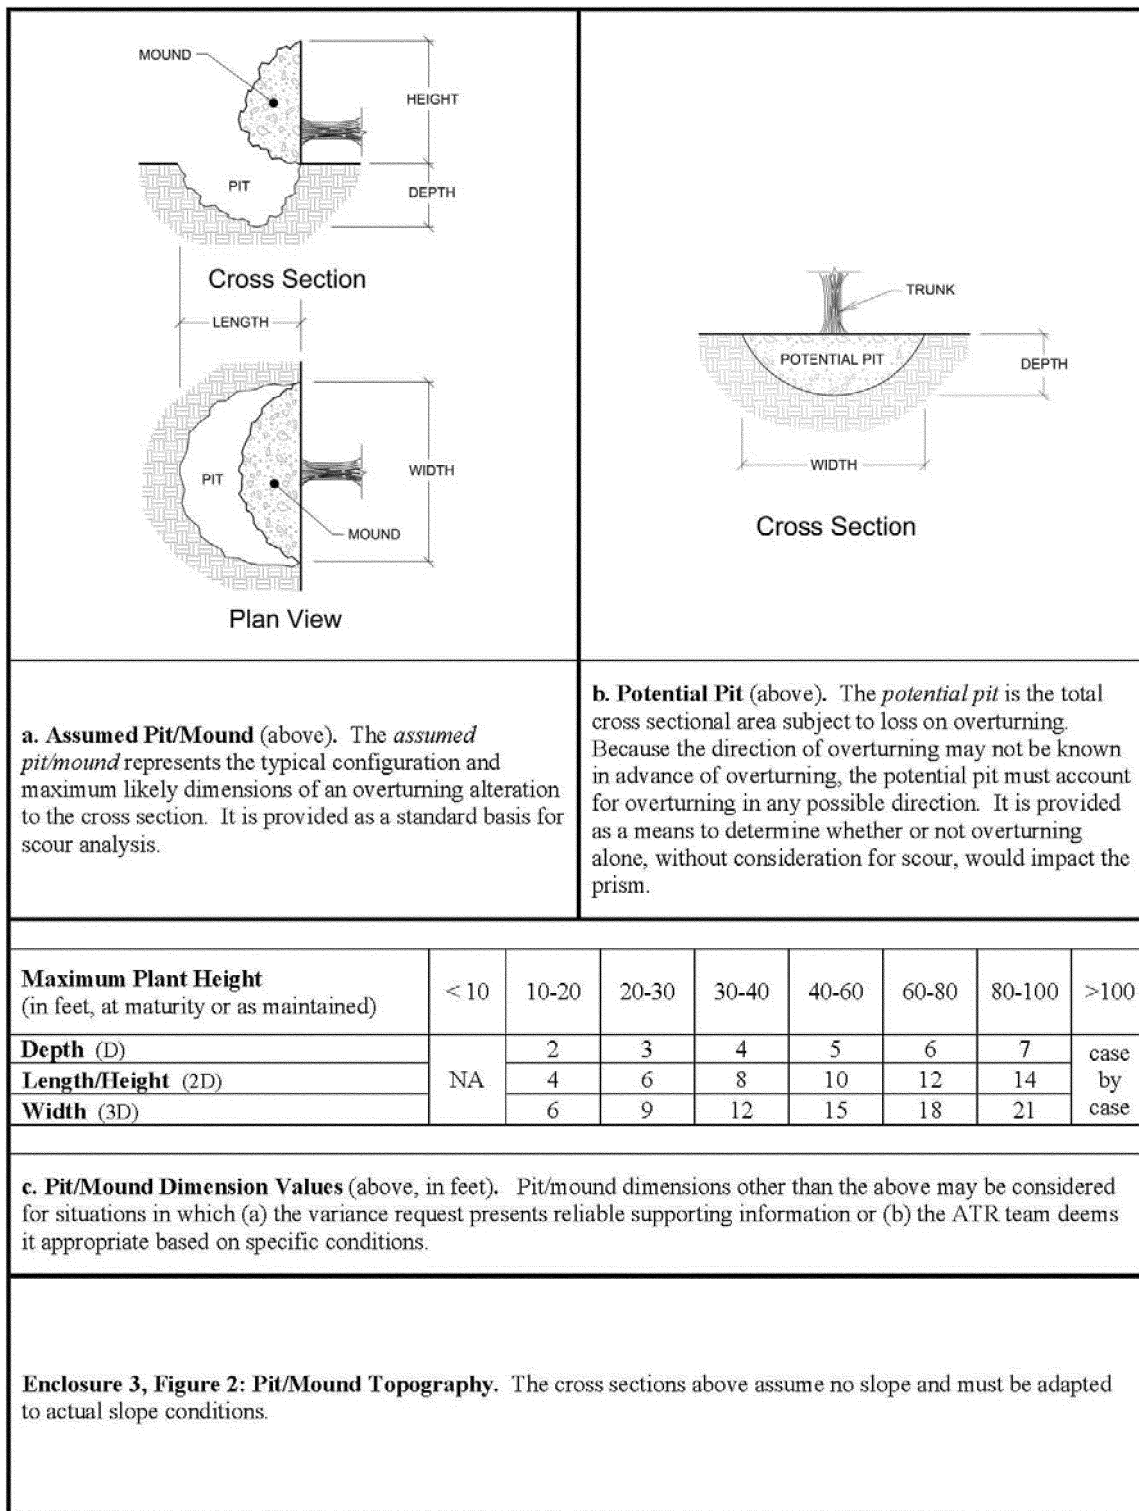 MOUND
HEIGHT
PIT
DEPTH
Cross Section
LENGTH
PIT
WIDTH
MOUND
Plan View
TRUNK
POTENTIAL PIT
DEPTH
WIDTH
Cross Section
a. Assumed Pit/Mound (above). The assumed
pit/mound represents the typical configuration and
maximum likely dimensions of an overturning alteration
to the cross section. It is provided as a standard basis for
scour analysis.
b. Potential Pit (above). The potential pit is the total
cross sectional area subject to loss on overturning.
Because the direction of overturning may not be known
in advance of overturning, the potential pit must account
for overturning in any possible direction. It is provided
as a means to determine whether or not overturning
alone, without consideration for scour, would impact the
prism.
Maximum Plant Height
(in feet, at maturity or as maintained)
< 10 10-20 20-30 30-40 40-60 60-80 80-100 >100
Depth (D) 2 3 4 5 6 7 case
Length/Height (2D) NA 4 6 8 10 12 14 by
Width (3D) 6 9 12 15 18 21 case
c. Pit/Mound Dimension Values (above, in feet). Pit/mound dimensions other than the above may be considered
for situations in which (a) the variance request presents reliable supporting information or (b) the ATR team deems
it appropriate based on specific conditions.
Enclosure 3, Figure 2: Pit/Mound Topography. The cross sections above assume no slope and must be adapted
to actual slope conditions.